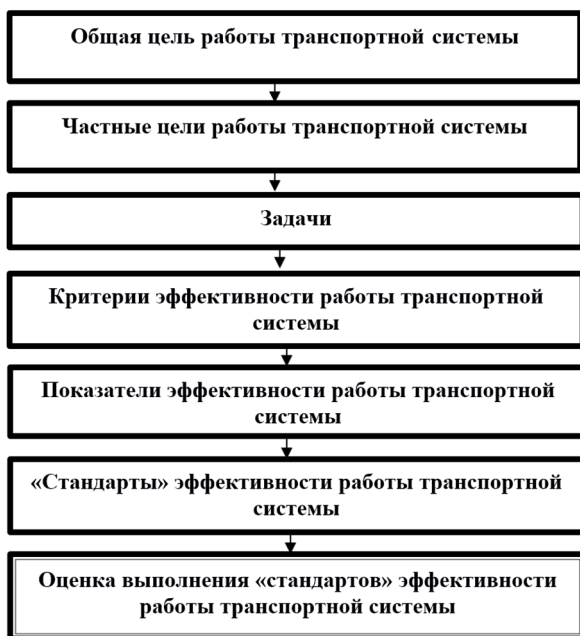 Общая цель работы транспортной системы
Частные цели работы транспортной системы
Задачи
Критерии эффективности работы транспортной
системы
Показатели эффективности работы транспортной
системы
«Стандарты» эффективности работы транспортной
системы
Оценка выполнения «стандартов» эффективности
работы транспортной системы